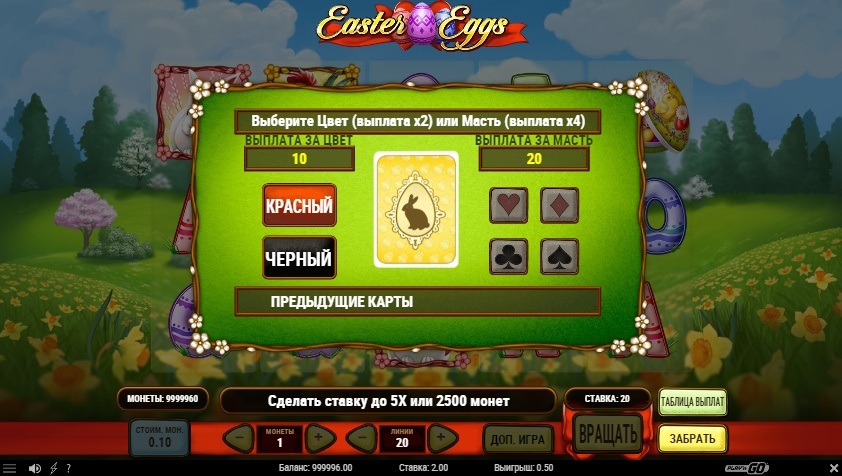 Easter Eggs
Выберите Цвет (выплата x2) или Масть (выплата x4)
ВЫПЛАТА ЗА ЦВЕТ
ВЫПЛАТА ЗА МАСТЬ
10
20
КРАСНЫЙ
ЧЕРНЫЙ
ПРЕДЫДУЩИЕ КАРТЫ
МОНЕТЫ: 9999960
Сделать ставку до 5X или 2500 монет
СТАВКА: 20
ТАБЛИЦА ВЫПЛАТ
СТОИМ. МОН.
0.10
−
МОНЕТЫ
1
+
−
ЛИНИИ
20
+
ДОП. ИГРА
ВРАЩАТЬ
ЗАБРАТЬ
? Баланс: 999996.00 Ставка: 2.00 Выигрыш: 0.50 PLAY'N GO